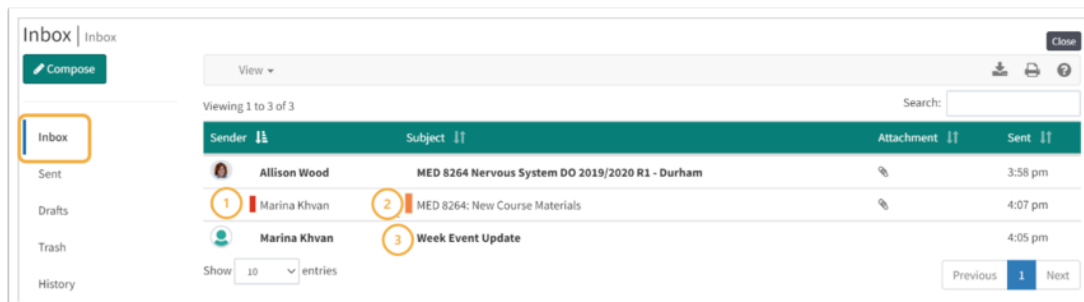 Inbox | Inbox
Close
Compose
View
Viewing 1 to 3 of 3
Search:
Inbox
Sender Subject Attachment Sent
Allison Wood MED 8264 Nervous System DO 2019/2020 R1 - Durham 3:58 pm
Sent
1 Marina Khvan 2 MED 8264: New Course Materials 4:07 pm
Drafts
Marina Khvan 3 Week Event Update 4:05 pm
Trash
Show 10 entries
Previous 1 Next
History